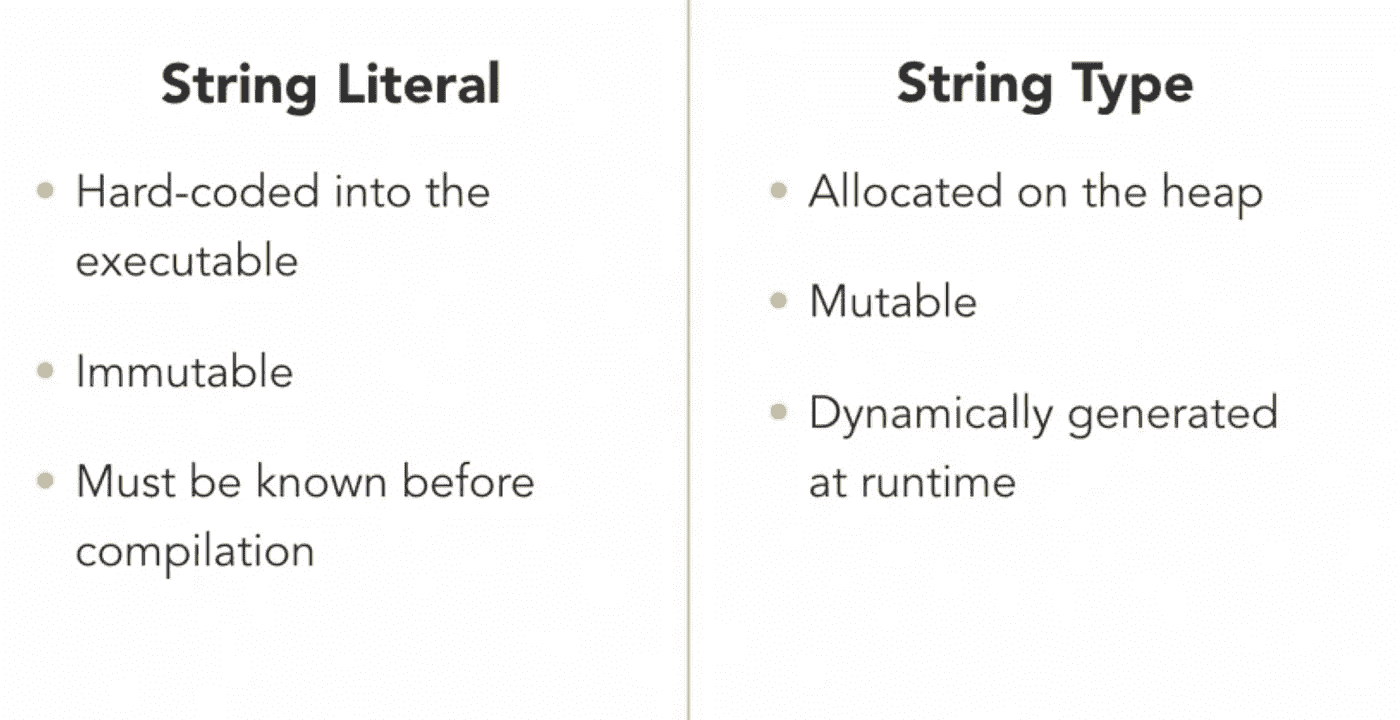 String Literal
Hard-coded into the
executable
Immutable
Must be known before
compilation
String Type
Allocated on the heap
Mutable
Dynamically generated
at runtime